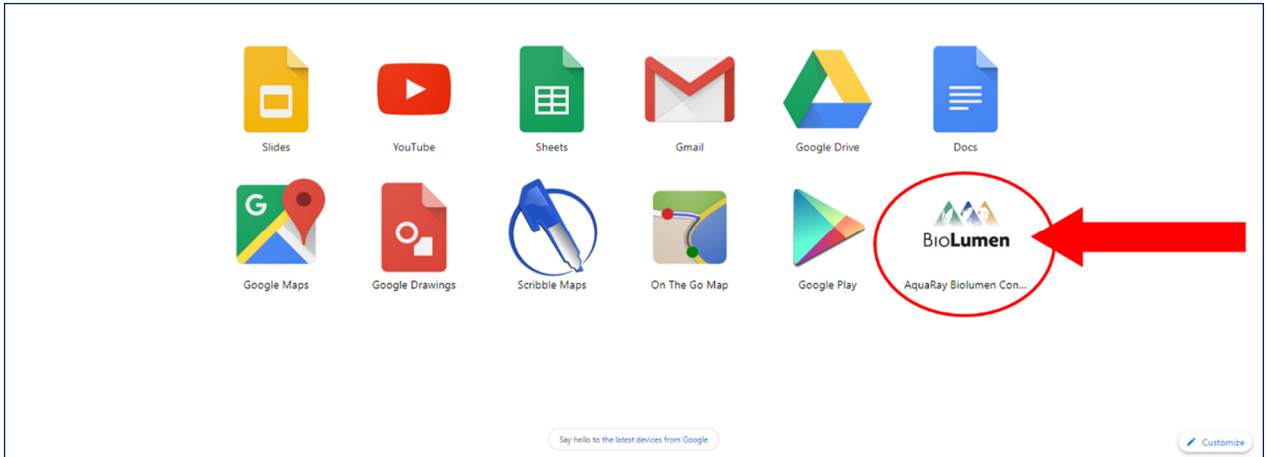 Slides
YouTube
Sheets
Gmail
Google Drive
Docs
G
BioLumen
Google Maps
Google Drawings
Scribble Maps
On The Go Map
Google Play
AquaRay Biolumen Con...
Say hello to the latest devices from Google
Customize